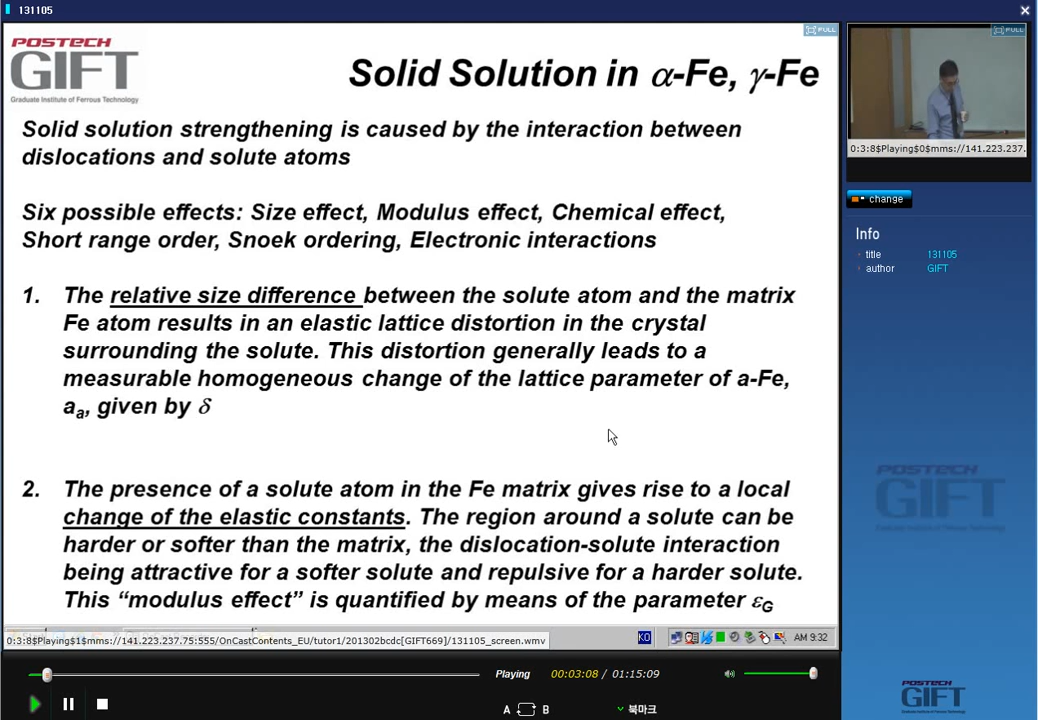 131105
FULL
POSTECH
GIFT
Graduate Institute of Ferrous Technology
Solid Solution in α-Fe, γ-Fe
Solid solution strengthening is caused by the interaction between
dislocations and solute atoms
Six possible effects: Size effect, Modulus effect, Chemical effect,
Short range order, Snoek ordering, Electronic interactions
1. The relative size difference between the solute atom and the matrix
Fe atom results in an elastic lattice distortion in the crystal
surrounding the solute. This distortion generally leads to a
measurable homogeneous change of the lattice parameter of a-Fe,
aa, given by δ
2. The presence of a solute atom in the Fe matrix gives rise to a local
change of the elastic constants. The region around a solute can be
harder or softer than the matrix, the dislocation-solute interaction
being attractive for a softer solute and repulsive for a harder solute.
This “modulus effect” is quantified by means of the parameter εG
0:3:8$Playing$1$mms://141.223.237.75:555/OnCastContents_EU/tutor1/201302bcdc[GIFT669]/131105_screen.wmv
KO
AM 9:32
Playing
00:03:08 / 01:15:09
A B
북마크
FULL
0:3:8$Playing$0$mms://141.223.237.
change
Info
title 131105
author GIFT
POSTECH
GIFT
POSTECH
GIFT